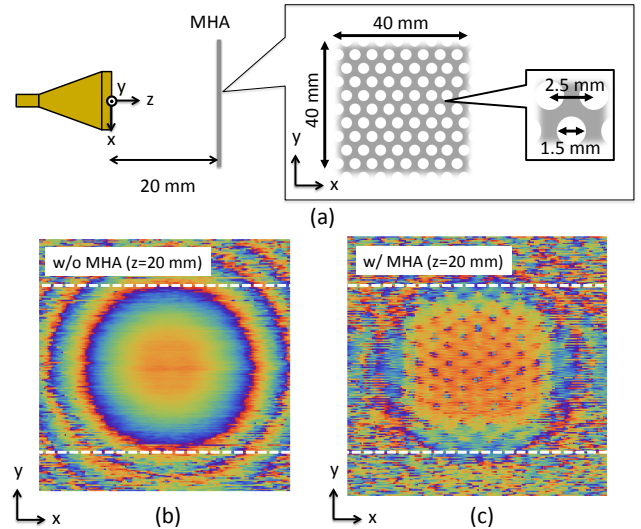 MHA
y
z
x
20 mm
40 mm
40 mm
y
x
2.5 mm
1.5 mm
(a)
w/o MHA (z=20 mm)
w/ MHA (z=20 mm)
y
x
(b)
y
x
(c)